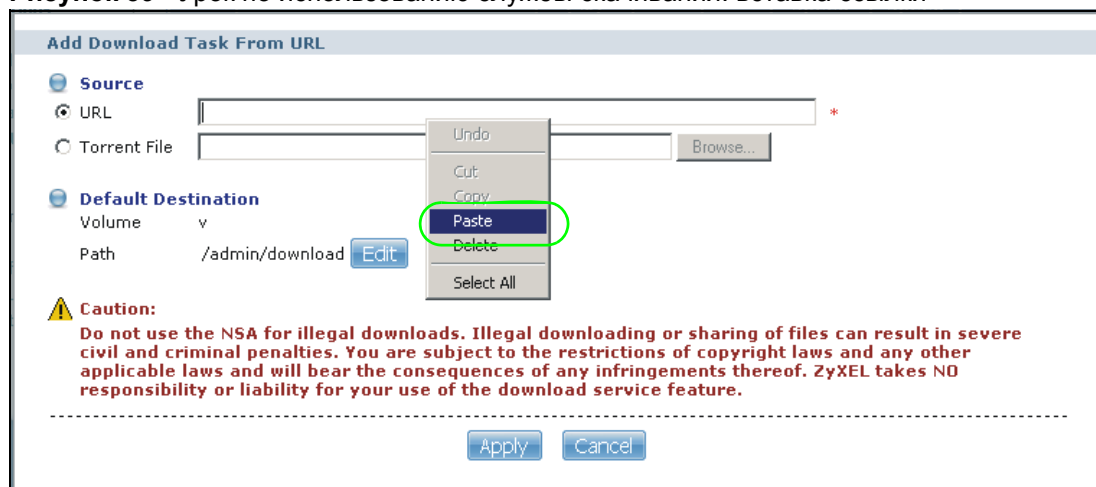 Add Download Task From URL
Source
URL *
Torrent File Browse...
Default Destination
Volume v
Path /admin/download Edit
Undo
Cut
Copy
Paste
Delete
Select All
Caution:
Do not use the NSA for illegal downloads. Illegal downloading or sharing of files can result in severe
civil and criminal penalties. You are subject to the restrictions of copyright laws and any other
applicable laws and will bear the consequences of any infringements thereof. ZyXEL takes NO
responsibility or liability for your use of the download service feature.
Apply Cancel